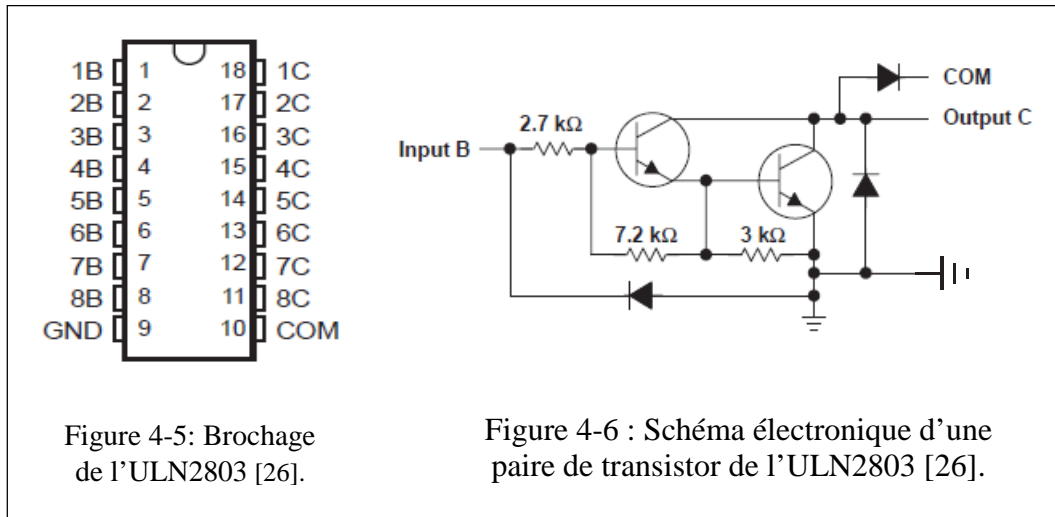 1B 1 18 1C
2B 2 17 2C
3B 3 16 3C
4B 4 15 4C
5B 5 14 5C
6B 6 13 6C
7B 7 12 7C
8B 8 11 8C
GND 9 10 COM
COM
Output C
2.7 kΩ
Input B
7.2 kΩ 3 kΩ
Figure 4-5: Brochage
de l'ULN2803 [26].
Figure 4-6 : Schéma électronique d'une
paire de transistor de l'ULN2803 [26].